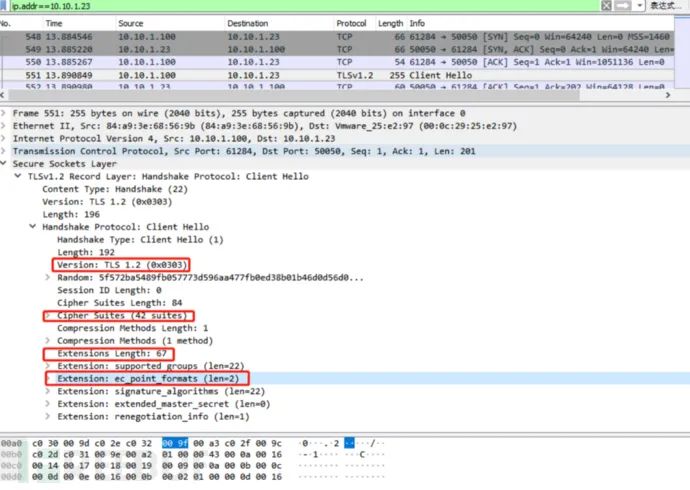 ip.addr==10.10.1.23
表达式…
No. Time Source Destination Protocol Length Info
548 13.884546 10.10.1.100 10.10.1.23 TCP 66 61284 → 50050 [SYN] Seq=0 Win=64240 Len=0 MSS=1460
549 13.885220 10.10.1.23 10.10.1.100 TCP 66 50050 → 61284 [SYN, ACK] Seq=0 Ack=1 Win=64240 Len=0
550 13.885267 10.10.1.100 10.10.1.23 TCP 54 61284 → 50050 [ACK] Seq=1 Ack=1 Win=1051136 Len=0
551 13.890849 10.10.1.100 10.10.1.23 TLSv1.2 255 Client Hello
552 13.890980 10.10.1.23 10.10.1.100 TCP 60 50050 → 61284 [ACK] Seq=1 Ack=202 Win=64128 Len=0
Frame 551: 255 bytes on wire (2040 bits), 255 bytes captured (2040 bits) on interface 0
Ethernet II, Src: 84:a9:3e:68:56:9b (84:a9:3e:68:56:9b), Dst: Vmware_25:e2:97 (00:0c:29:25:e2:97)
Internet Protocol Version 4, Src: 10.10.1.100, Dst: 10.10.1.23
Transmission Control Protocol, Src Port: 61284, Dst Port: 50050, Seq: 1, Ack: 1, Len: 201
Secure Sockets Layer
TLSv1.2 Record Layer: Handshake Protocol: Client Hello
Content Type: Handshake (22)
Version: TLS 1.2 (0x0303)
Length: 196
Handshake Protocol: Client Hello
Handshake Type: Client Hello (1)
Length: 192
Version: TLS 1.2 (0x0303)
Random: 5f572ba5489fb057773d596aa477fb0ed38b01b46d0d56d0...
Session ID Length: 0
Cipher Suites Length: 84
Cipher Suites (42 suites)
Compression Methods Length: 1
Compression Methods (1 method)
Extensions Length: 67
Extension: supported_groups (len=22)
Extension: ec_point_formats (len=2)
Extension: signature_algorithms (len=22)
Extension: extended_master_secret (len=0)
Extension: renegotiation_info (len=1)
00a0 c0 30 00 9d c0 2e c0 32 00 9f 00 a3 c0 2f 00 9c ·0···.·2 ·····/··
00b0 c0 2d c0 31 00 9e 00 a2 01 00 00 43 00 0a 00 16 ·-·1···· ···C····
00c0 00 14 00 17 00 18 00 19 00 09 00 0a 00 0b 00 0c
00d0 00 0d 00 0e 00 16 00 0b 00 02 01 00 00 0d 00 16